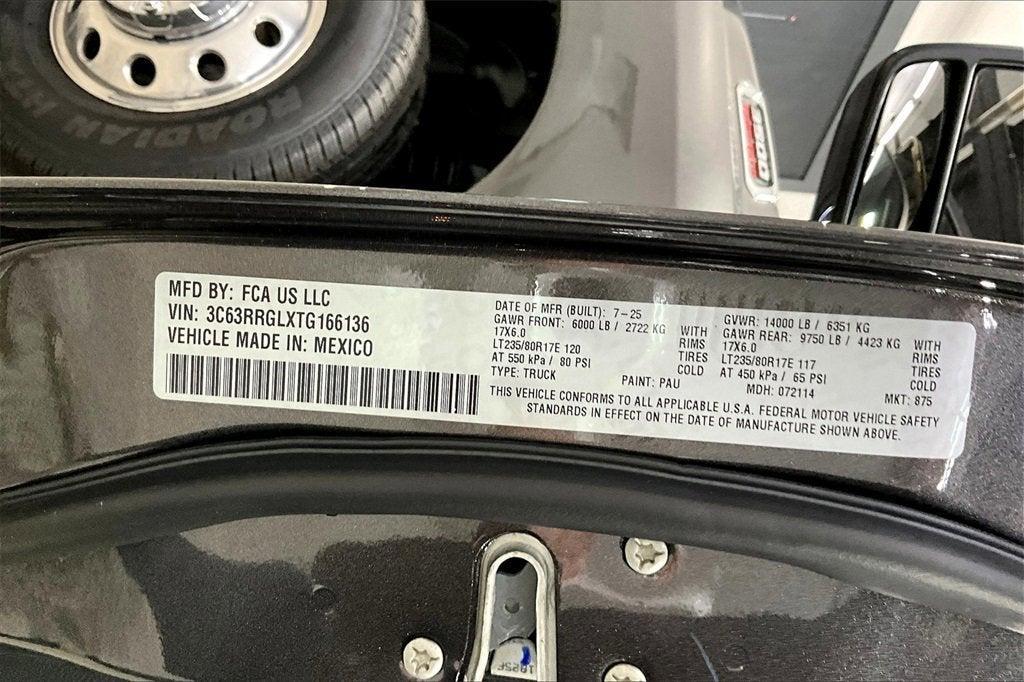 ROADIAN HT
3500
MFD BY: FCA US LLC
VIN: 3C63RRGLXTG166136
VEHICLE MADE IN: MEXICO
DATE OF MFR (BUILT): 7-25
GAWR FRONT: 6000 LB / 2722 KG WITH
17X6.0 RIMS
LT235/80R17E 120 TIRES
AT 550 kPa / 80 PSI COLD
TYPE: TRUCK PAINT: PAU
GVWR: 14000 LB / 6351 KG
GAWR REAR: 9750 LB / 4423 KG WITH
17X6.0 RIMS
LT235/80R17E 117 TIRES
AT 450 kPa / 65 PSI COLD
MDH: 072114 MKT: 875
THIS VEHICLE CONFORMS TO ALL APPLICABLE U.S.A. FEDERAL MOTOR VEHICLE SAFETY
STANDARDS IN EFFECT ON THE DATE OF MANUFACTURE SHOWN ABOVE.